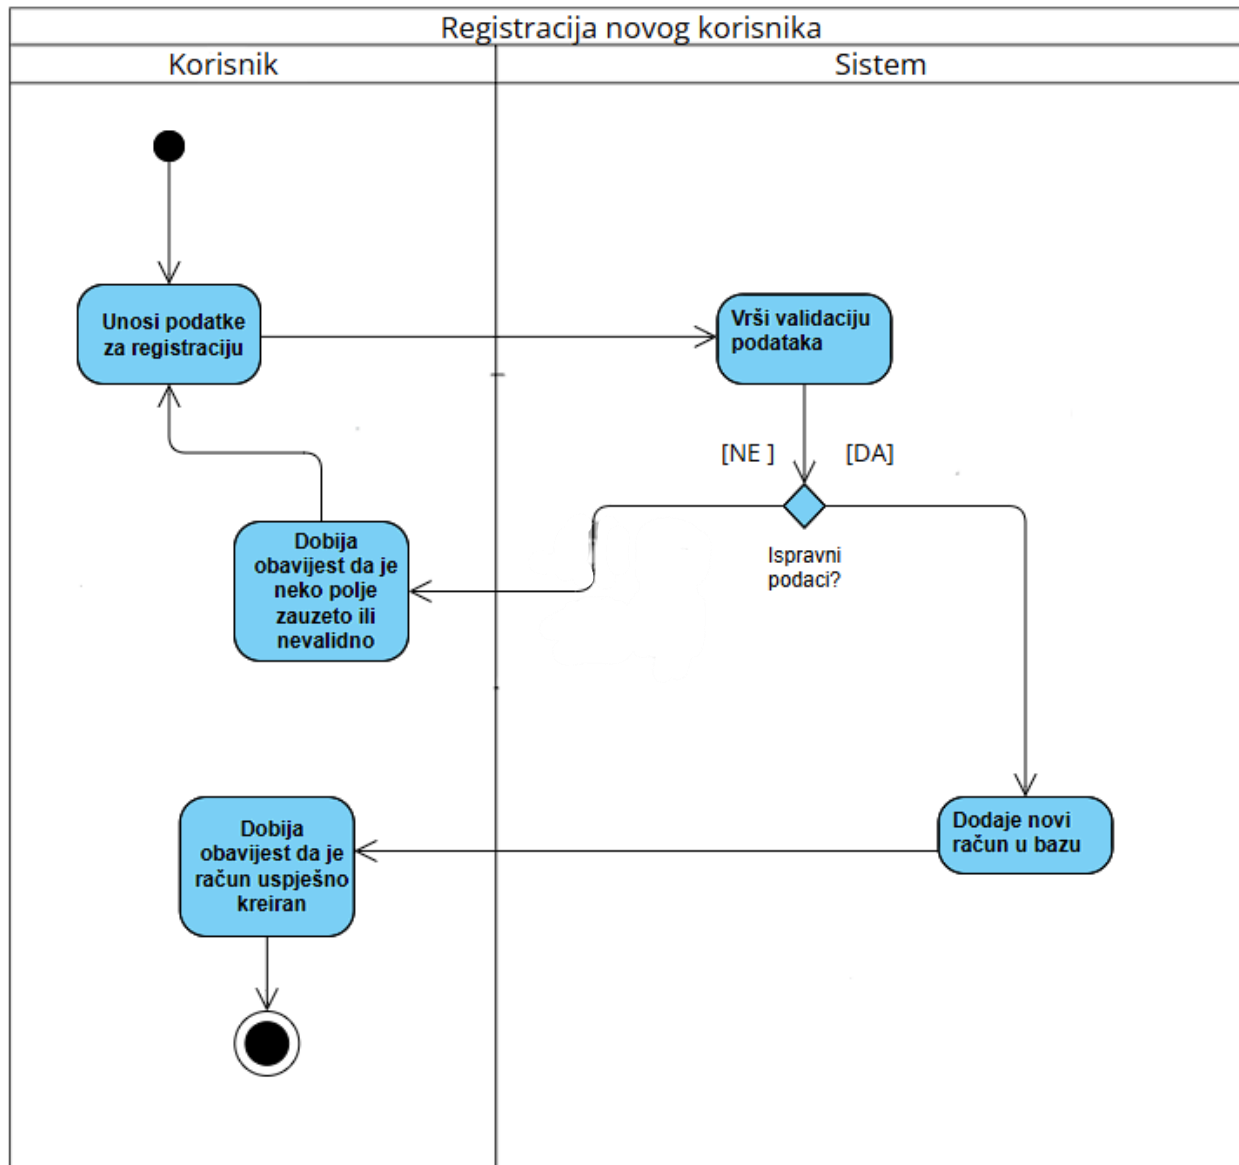 Registracija novog korisnika
Korisnik
Sistem
Unosi podatke
za registraciju
Vrši validaciju
podataka
[NE ]
[DA]
Ispravni
podaci?
Dobija
obavijest da je
neko polje
zauzeto ili
nevalidno
Dobija
obavijest da je
račun uspješno
kreiran
Dodaje novi
račun u bazu